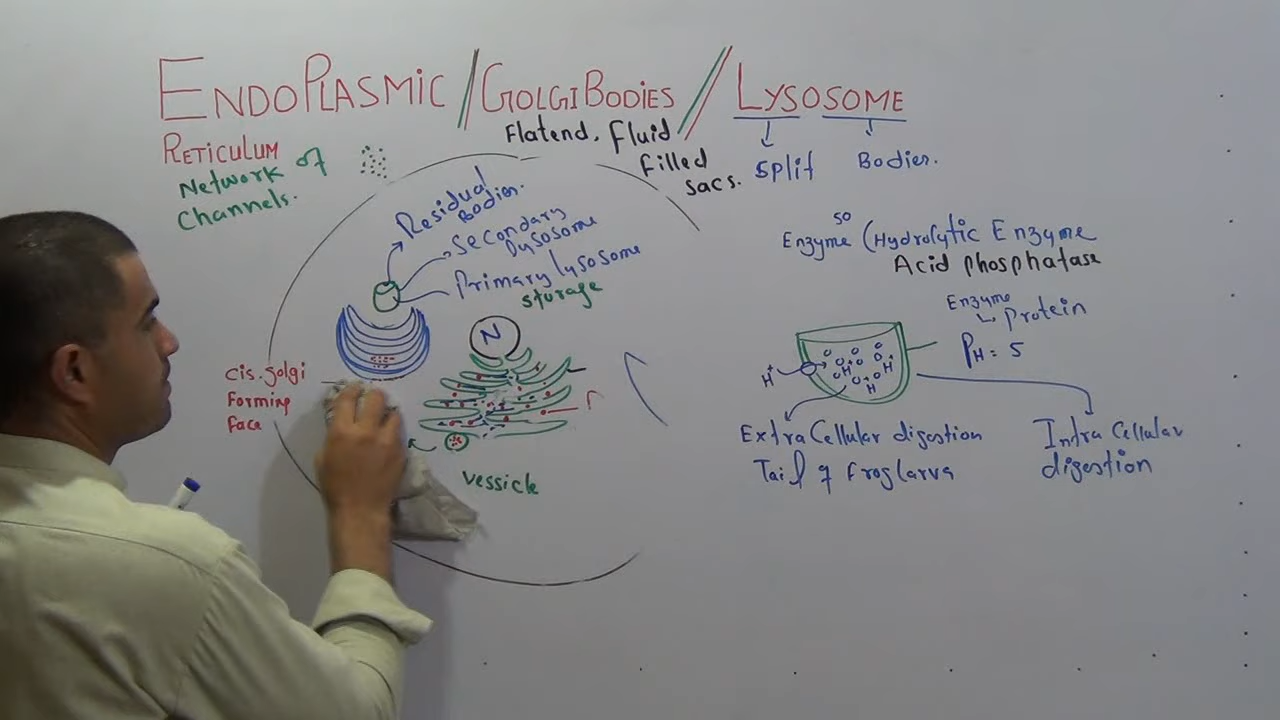 ENDOPLASMIC / GOLGI BODIES // LYSOSOME
RETICULUM
Network of
Channels.
Flatend, Fluid
Filled
sacs.
Split
Bodies.
Residual
Bodies.
Secondary
Lysosome
Primary Lysosome
storage
N
cis.golgi
Forming
face
r
vessicle
so
Enzyme (Hydrolytic Enzyme
Acid phosphatase
Enzyme
Protein
PH = 5
H+
H+
H+
H+
Extra Cellular digestion
Tail of Frog larva
Intra Cellular
digestion